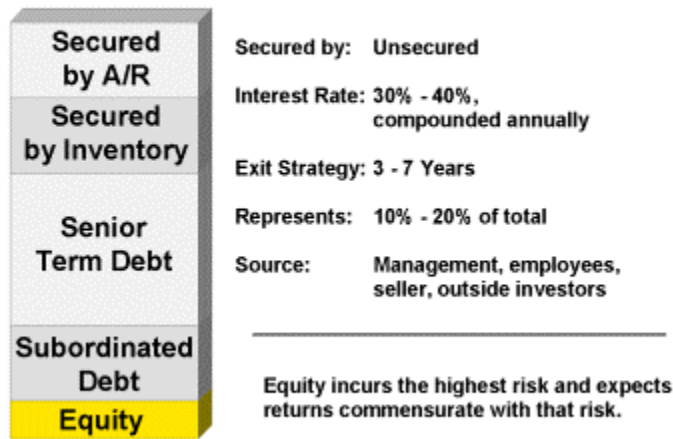 Secured
by A/R
Secured
by Inventory
Senior
Term Debt
Subordinated
Debt
Equity
Secured by: Unsecured
Interest Rate: 30% - 40%,
compounded annually
Exit Strategy: 3 - 7 Years
Represents: 10% - 20% of total
Source: Management, employees,
seller, outside investors
Equity incurs the highest risk and expects
returns commensurate with that risk.